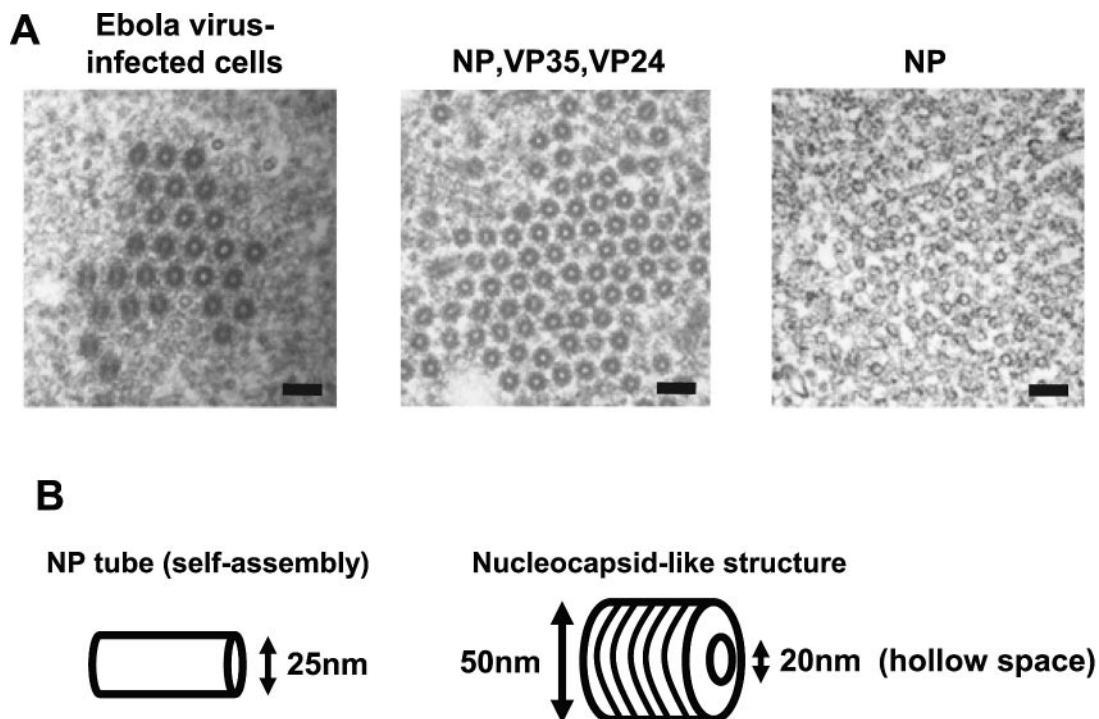 A
Ebola virus-
infected cells
NP,VP35,VP24
NP
B
NP tube (self-assembly)
Nucleocapsid-like structure
25nm
50nm
20nm (hollow space)